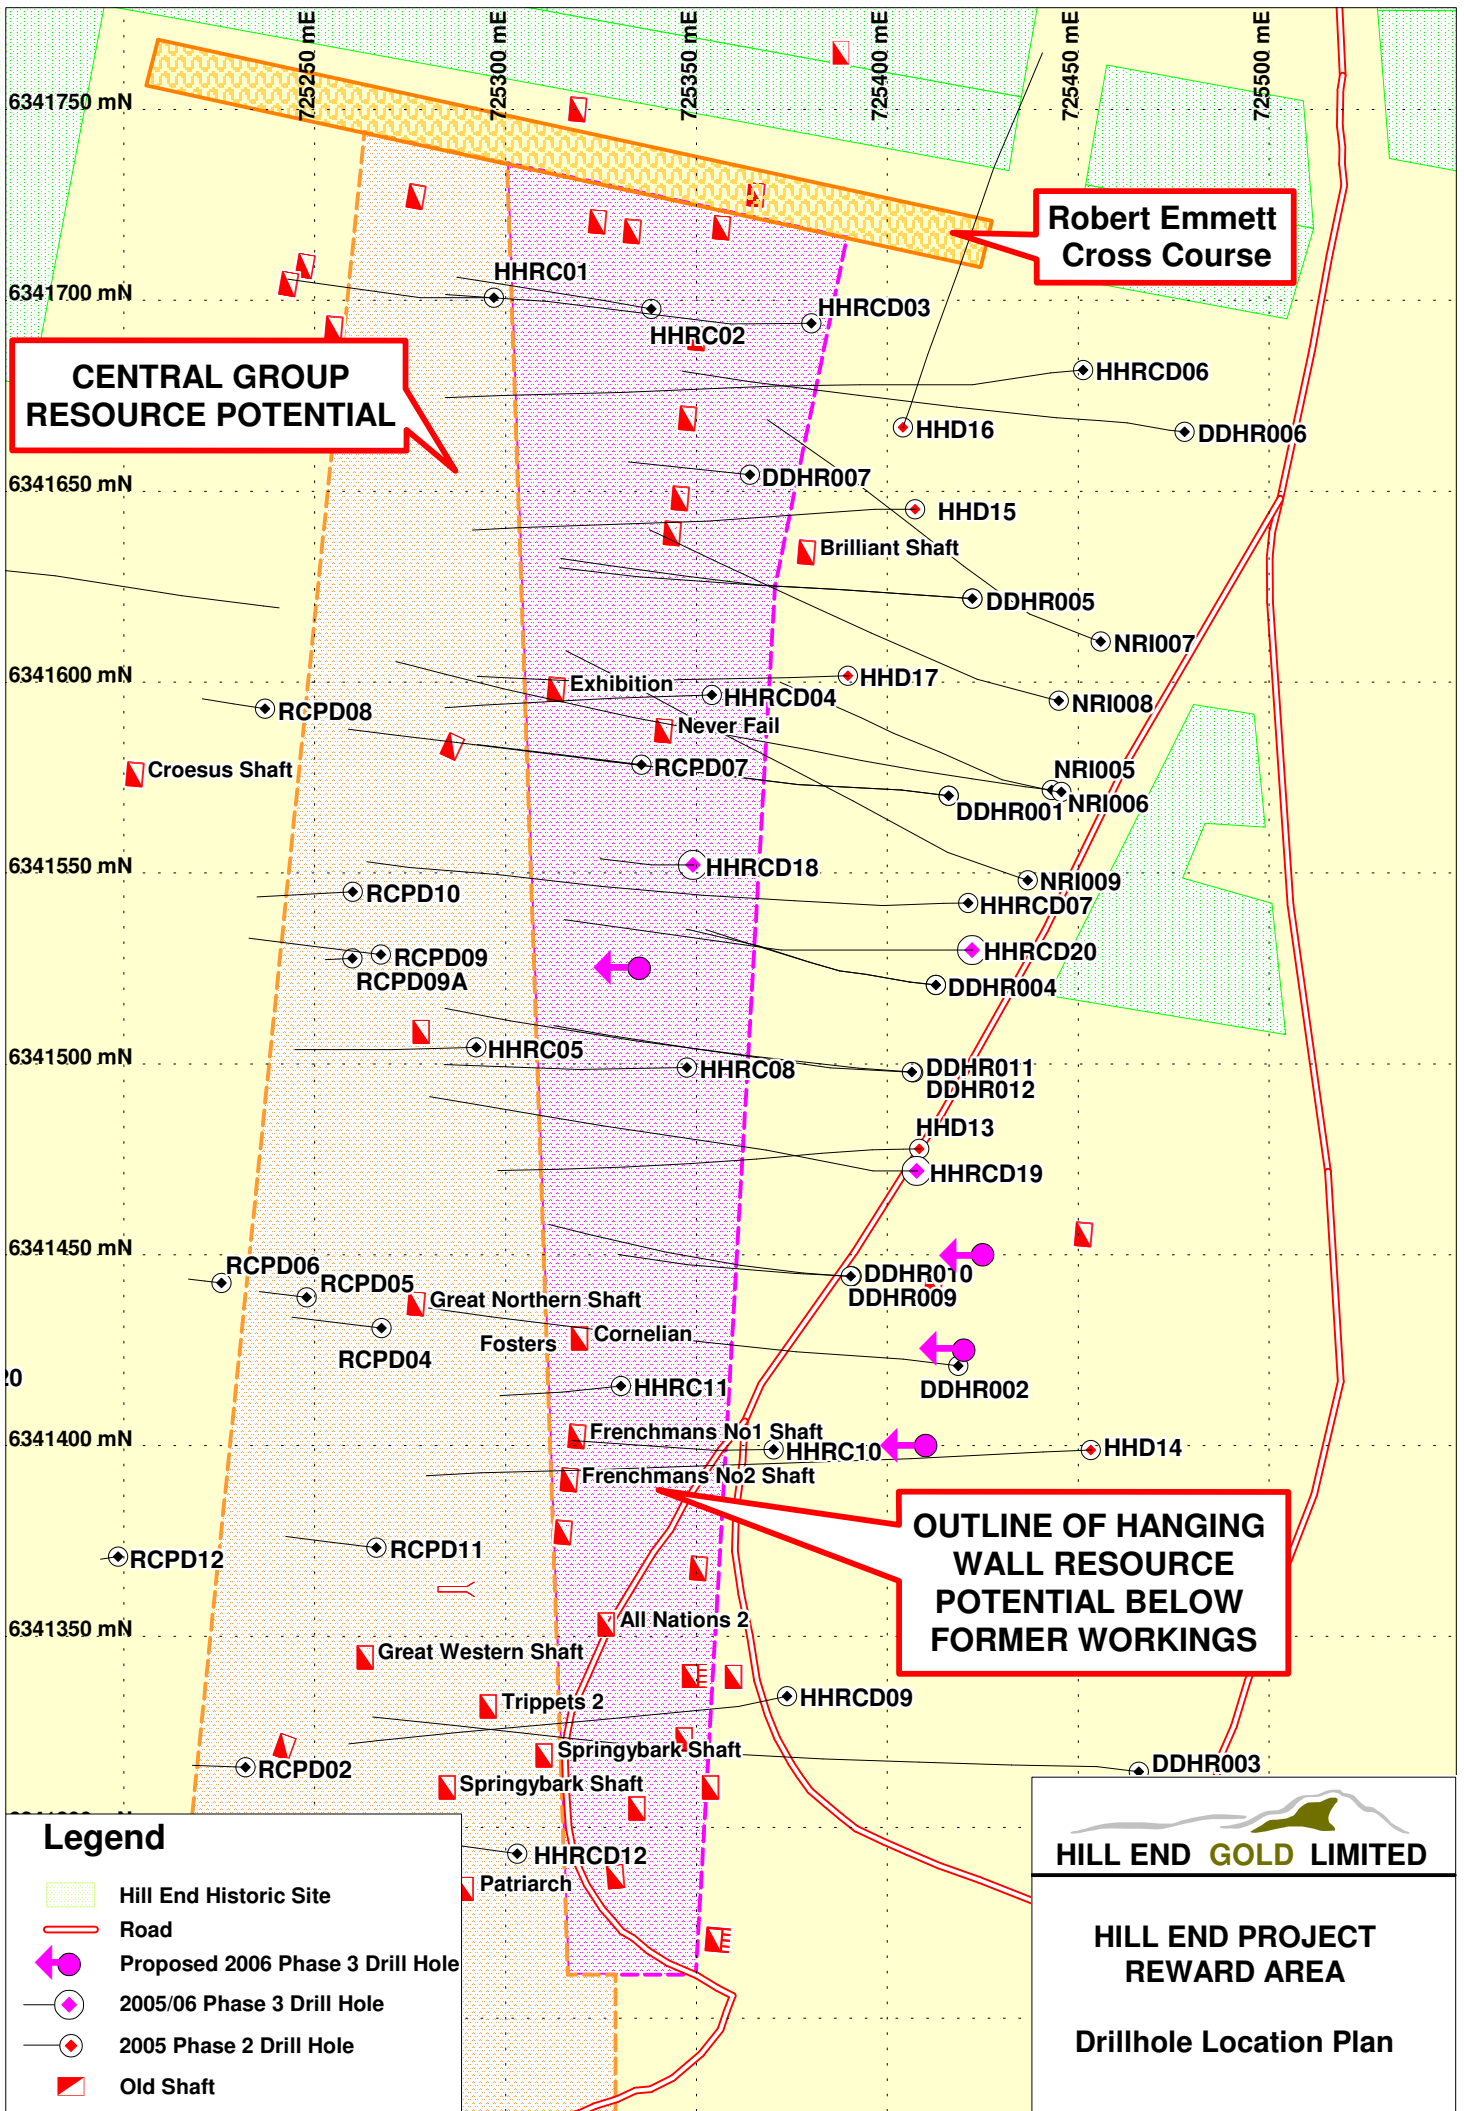 725250 mE
725300 mE
725350 mE
725400 mE
725450 mE
725500 mE
6341750 mN
Robert Emmett
Cross Course
HHRC01
6341700 mN
HHRCD03
HHRC02
CENTRAL GROUP
RESOURCE POTENTIAL
HHRCD06
HHD16
DDHR006
DDHR007
6341650 mN
HHD15
Brilliant Shaft
DDHR005
NRI007
6341600 mN
HHD17
Exhibition
HHRCD04
NRI008
RCPD08
Never Fail
Croesus Shaft
RCPD07
NRI005
NRI006
DDHR001
6341550 mN
HHRCD18
NRI009
RCPD10
HHRCD07
RCPD09
HHRCD20
RCPD09A
DDHR004
6341500 mN
HHRC05
HHRC08
DDHR011
DDHR012
HHD13
HHRCD19
6341450 mN
RCPD06
RCPD05
DDHR010
DDHR009
Great Northern Shaft
Cornelian
Fosters
RCPD04
20
HHRC11
DDHR002
6341400 mN
Frenchmans No1 Shaft
HHRC10
HHD14
Frenchmans No2 Shaft
OUTLINE OF HANGING
WALL RESOURCE
POTENTIAL BELOW
FORMER WORKINGS
RCPD11
RCPD12
6341350 mN
All Nations 2
Great Western Shaft
Trippets 2
HHRCD09
Springybark Shaft
RCPD02
DDHR003
Springybark Shaft
HHRCD12
Patriarch
Legend
Hill End Historic Site
Road
Proposed 2006 Phase 3 Drill Hole
2005/06 Phase 3 Drill Hole
2005 Phase 2 Drill Hole
Old Shaft
HILL END GOLD LIMITED
HILL END PROJECT
REWARD AREA
Drillhole Location Plan